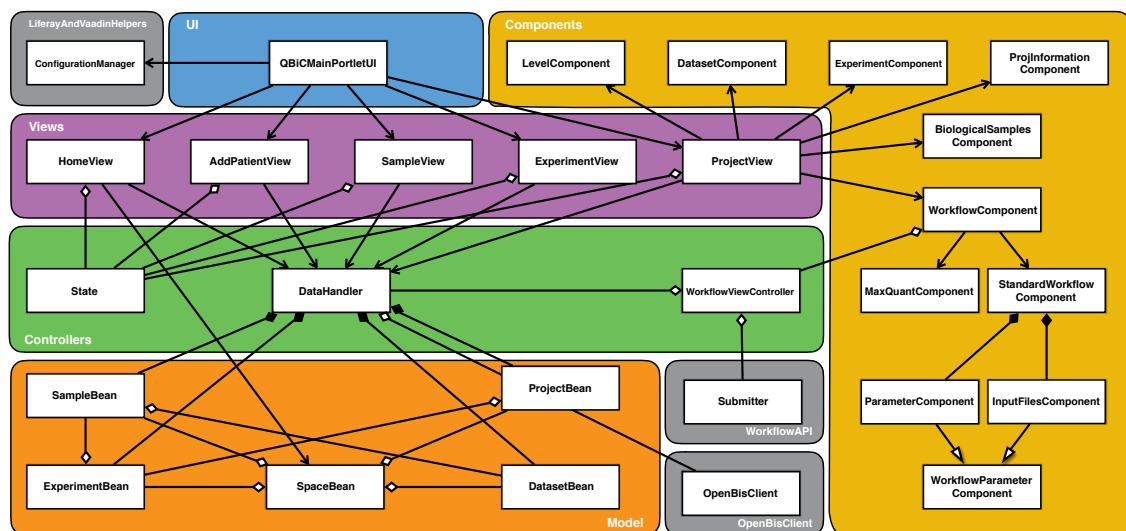 LiferayAndVaadinHelpers
UI
Components
ConfigurationManager
QBiCMainPortletUI
LevelComponent
DatasetComponent
ExperimentComponent
ProjInformation
Component
Views
BiologicalSamples
Component
HomeView
AddPatientView
SampleView
ExperimentView
ProjectView
WorkflowComponent
State
DataHandler
WorkflowViewController
MaxQuantComponent
StandardWorkflow
Component
Controllers
SampleBean
ProjectBean
Submitter
ParameterComponent
InputFilesComponent
WorkflowAPI
ExperimentBean
SpaceBean
DatasetBean
OpenBisClient
WorkflowParameter
Component
Model
OpenBisClient